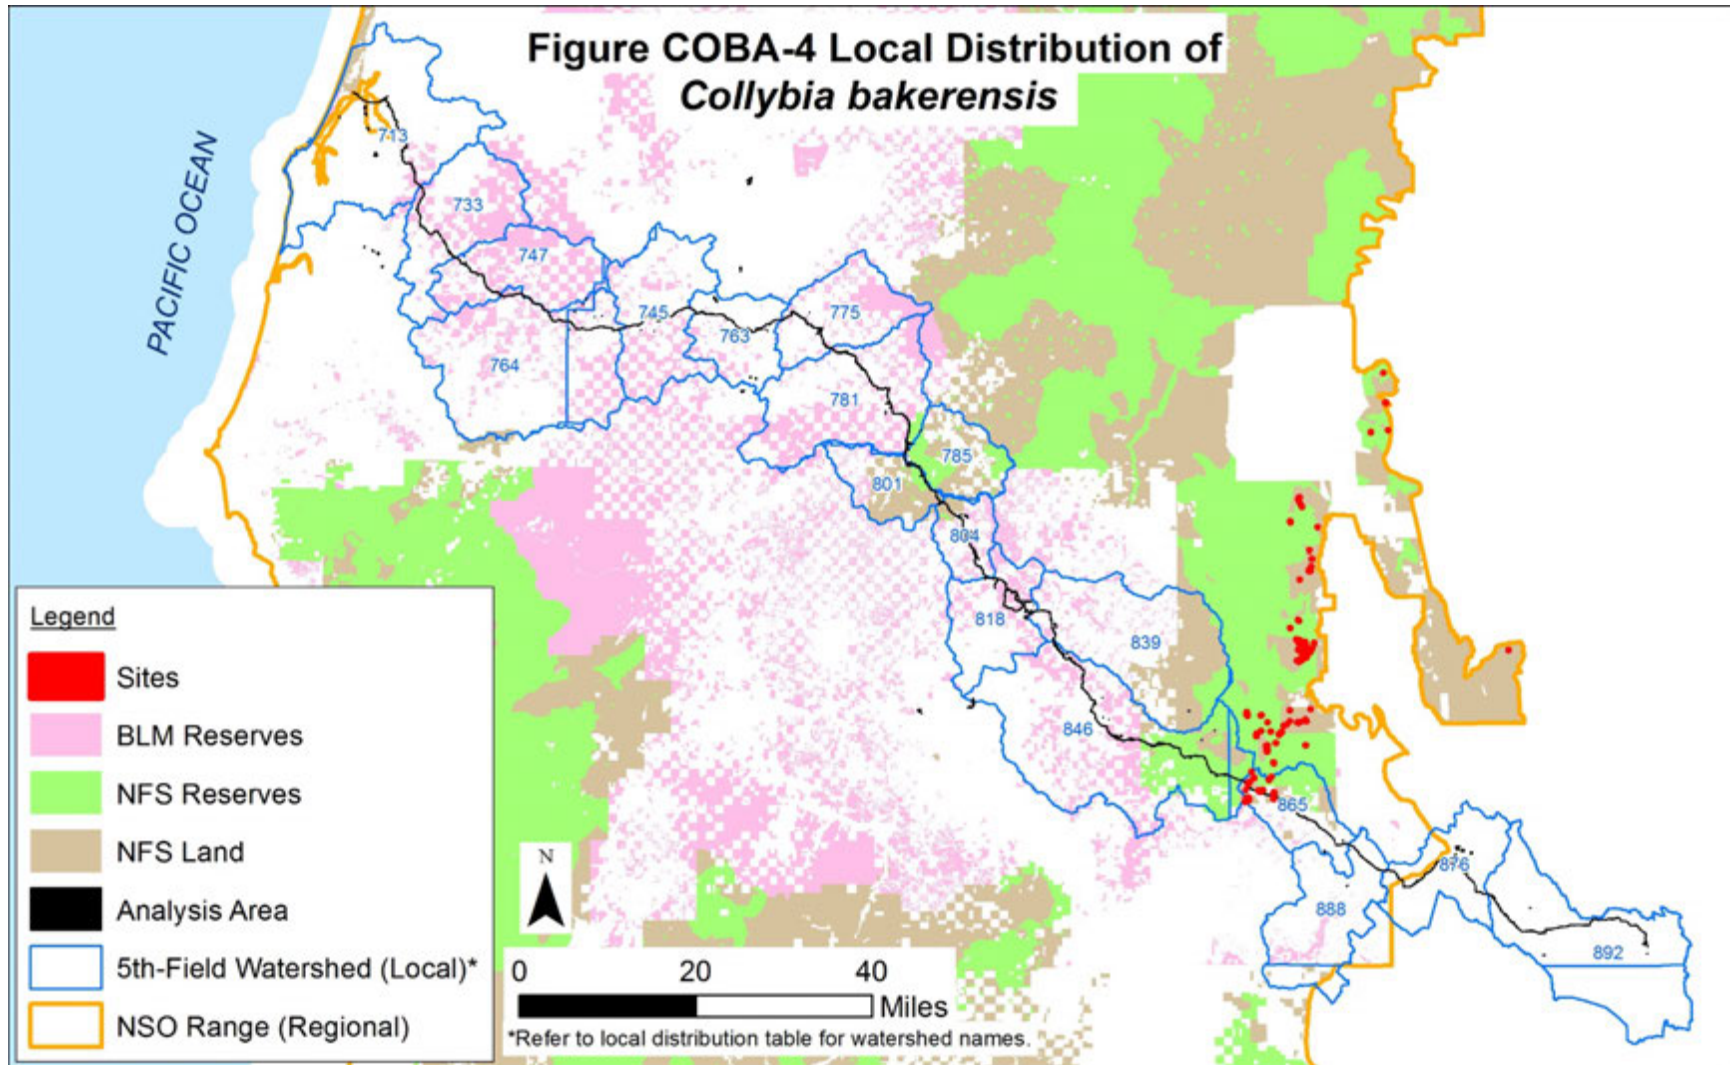 Figure COBA-4 Local Distribution of
Collybia bakerensis
PACIFIC OCEAN
713
733
747
745
775
763
764
781
785
801
804
818
839
846
865
876
888
892
Legend
Sites
BLM Reserves
NFS Reserves
NFS Land
Analysis Area
5th-Field Watershed (Local)*
NSO Range (Regional)
N
0 20 40
Miles
*Refer to local distribution table for watershed names.